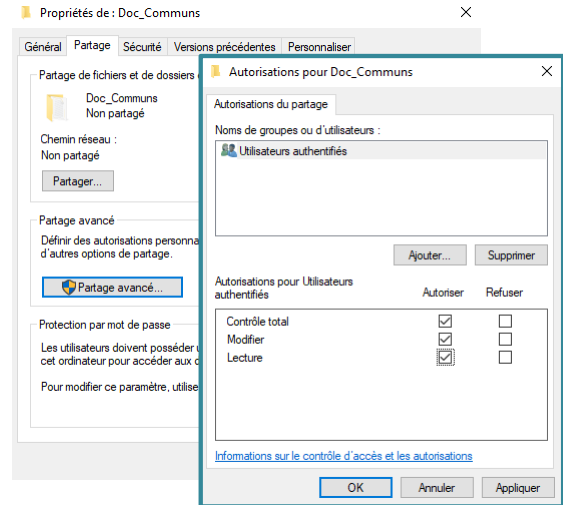 Propriétés de : Doc_Communs
Général Partage Sécurité Versions précédentes Personnaliser
Partage de fichiers et de dossiers
Doc_Communs
Non partagé
Chemin réseau :
Non partagé
Partager...
Partage avancé
Définir des autorisations
d'autres options de partage.
Partage avancé...
Protection par mot de passe
Les utilisateurs doivent posséder
cet ordinateur pour accéder aux
Pour modifier ce paramètre,
Autorisations pour Doc_Communs
Autorisations du partage
Noms de groupes ou d'utilisateurs :
Utilisateurs authentifiés
Ajouter... Supprimer
Autorisations pour Utilisateurs
authentifiés Autoriser Refuser
Contrôle total
Modifier
Lecture
Informations sur le contrôle d'accès et les autorisations
OK Annuler Appliquer